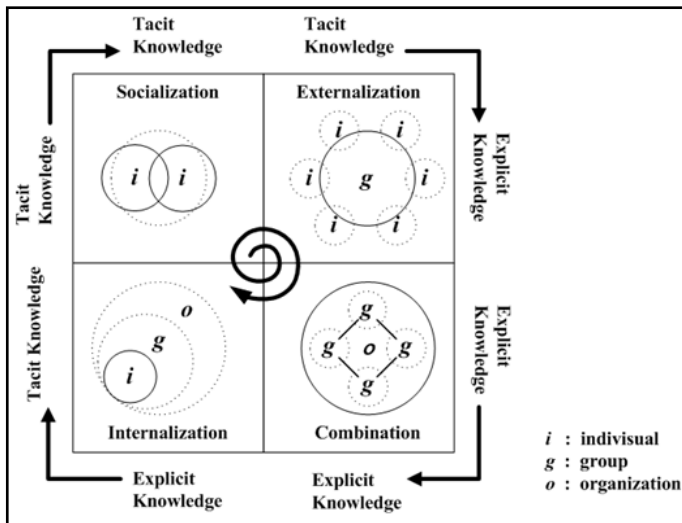 Tacit
Knowledge
Tacit
Knowledge
Socialization
Externalization
i i
i i
i g i
i i
Tacit
Knowledge
Explicit
Knowledge
Tacit Knowledge
Explicit
Knowledge
o
g
i
g
g o g
g
Internalization
Combination
Explicit
Knowledge
Explicit
Knowledge
i : indivisual
g : group
o : organization